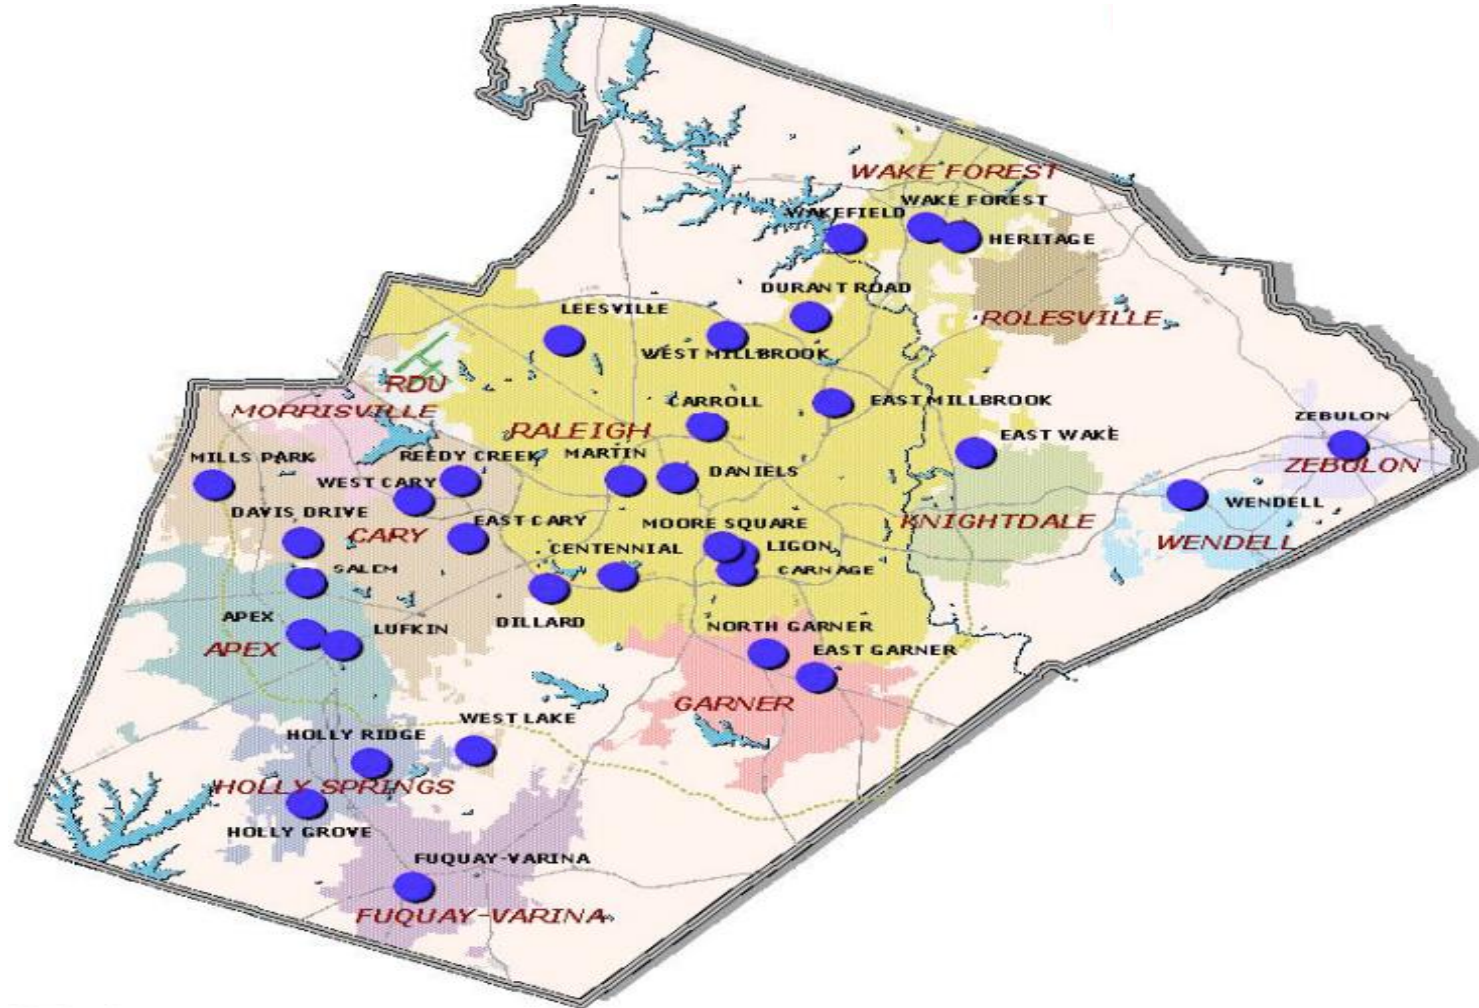 WAKE FOREST
WAKE FOREST
WAKEFIELD
HERITAGE
DURANT ROAD
LEESVILLE
ROLESVILLE
WEST MILLBROOK
RDU
MORRISVILLE
CARROLL
EAST MILLBROOK
ZEBULON
RALEIGH
EAST WAKE
MILLS PARK
REEDY CREEK
MARTIN
DANIELS
ZEBULON
WEST CARY
WENDELL
DAVIS DRIVE
EAST CARY
MOORE SQUARE
KNIGHTDALE
CARY
CENTENNIAL
LIGON
WENDELL
SALEM
CARNAGE
APEX
LUFKIN
DILLARD
NORTH GARNER
APEX
EAST GARNER
GARNER
WEST LAKE
HOLLY RIDGE
HOLLY SPRINGS
HOLLY GROVE
FUQUAY-VARINA
FUQUAY-VARINA